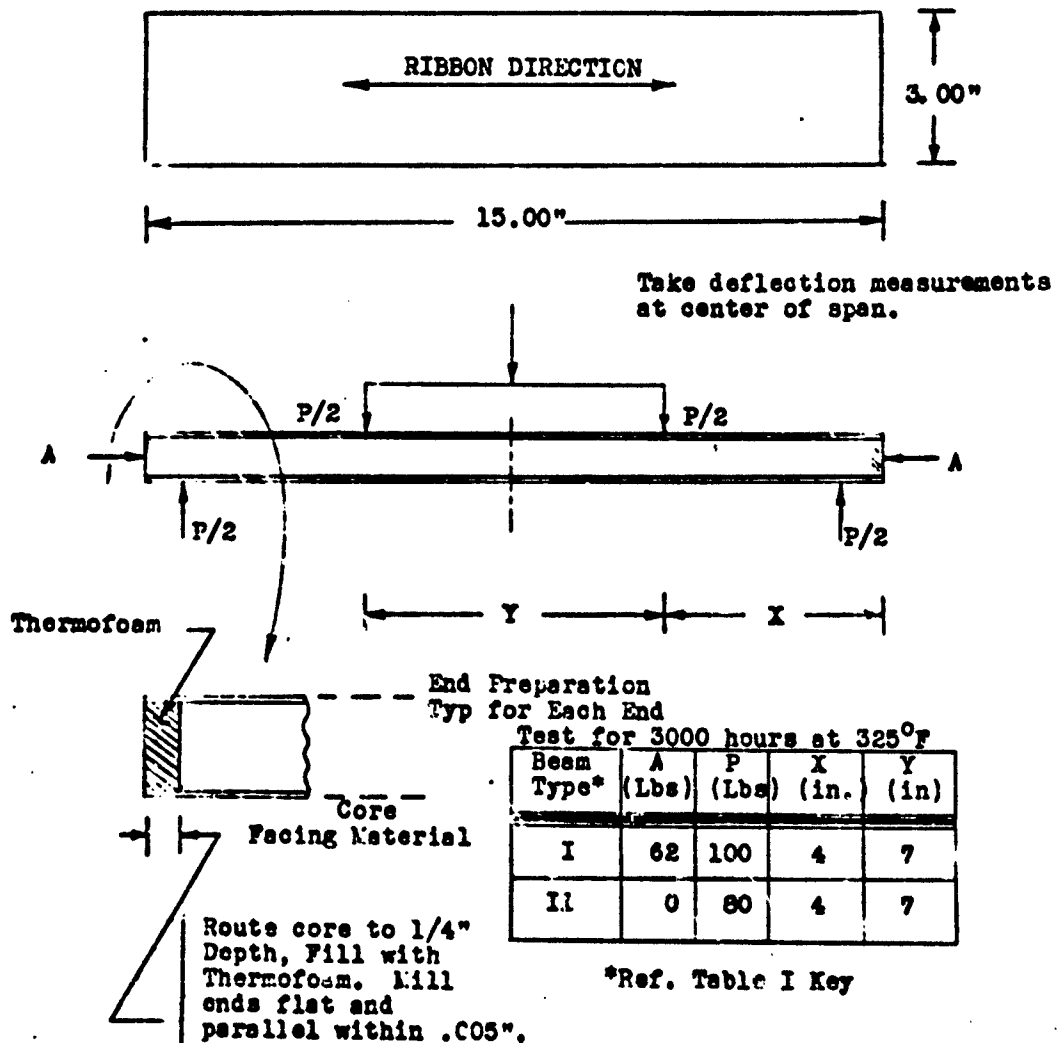 RIBBON DIRECTION
3.00"
15.00"
Take deflection measurements
at center of span.
P/2
P/2
A
A
P/2
P/2
Y
X
Thermofoam
End Preparation
Typ for Each End
Test for 3000 hours at 325°F
Beam Type* A (Lbs) P (Lbs) X (in.) Y (in)
I 62 100 4 7
II 0 80 4 7
Core
Facing Material
Route core to 1/4"
Depth, Fill with
Thermofoam. Mill
ends flat and
parallel within .005".
*Ref. Table I Key